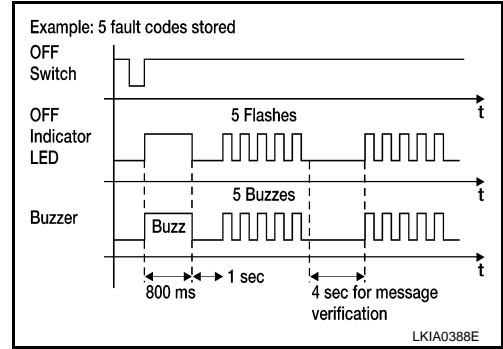 Example: 5 fault codes stored
OFF
Switch
t
OFF
Indicator
LED
5 Flashes
t
5 Buzzes
Buzzer
Buzz
t
800 ms
1 sec
4 sec for message
verification
LKIA0388E